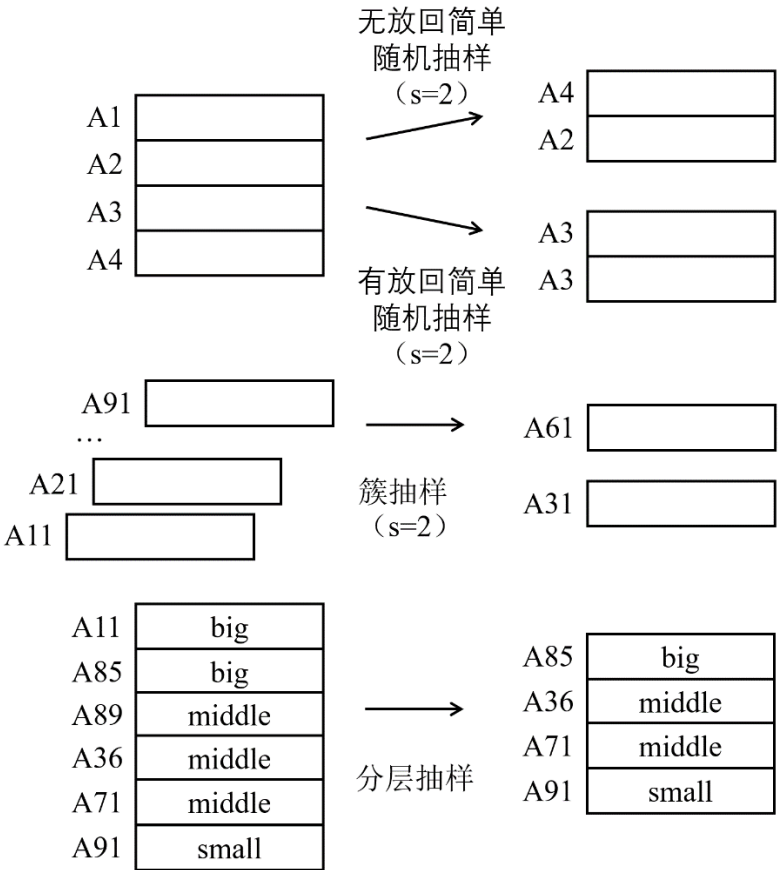 无放回简单
随机抽样
（s=2）
A1
A2
A3
A4
A4
A2
A3
A3
有放回简单
随机抽样
（s=2）
A91
…
A21
A11
簇抽样
（s=2）
A61
A31
A11 big
A85 big
A89 middle
A36 middle
A71 middle
A91 small
分层抽样
A85 big
A36 middle
A71 middle
A91 small